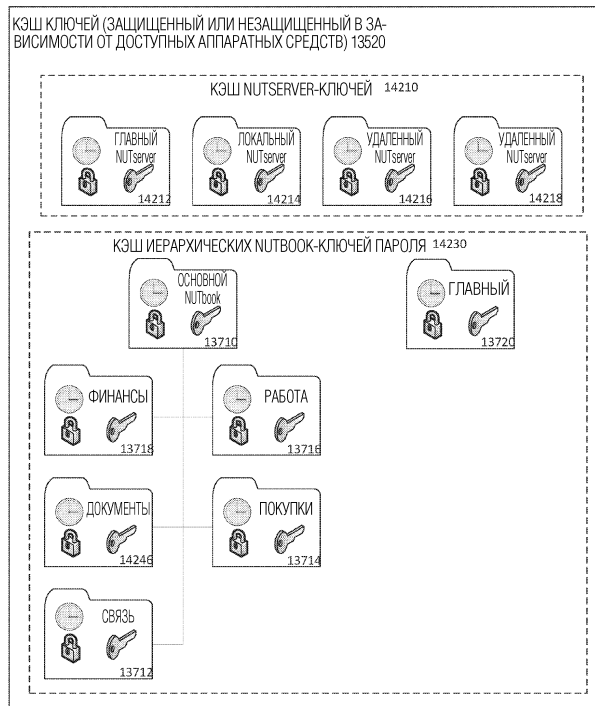 КЭШ КЛЮЧЕЙ (ЗАЩИЩЕННЫЙ ИЛИ НЕЗАЩИЩЕННЫЙ В ЗА-
ВИСИМОСТИ ОТ ДОСТУПНЫХ АППАРАТНЫХ СРЕДСТВ) 13520
КЭШ NUTSERVER-КЛЮЧЕЙ 14210
ГЛАВНЫЙ
NUTserver
14212
ЛОКАЛЬНЫЙ
NUTserver
14214
УДАЛЕННЫЙ
NUTserver
14216
УДАЛЕННЫЙ
NUTserver
14218
КЭШ ИЕРАРХИЧЕСКИХ NUTBOOK-КЛЮЧЕЙ ПАРОЛЯ 14230
ОСНОВНОЙ
NUTbook
13710
ГЛАВНЫЙ
13720
ФИНАНСЫ
13718
РАБОТА
13716
ДОКУМЕНТЫ
14246
ПОКУПКИ
13714
СВЯЗЬ
13712